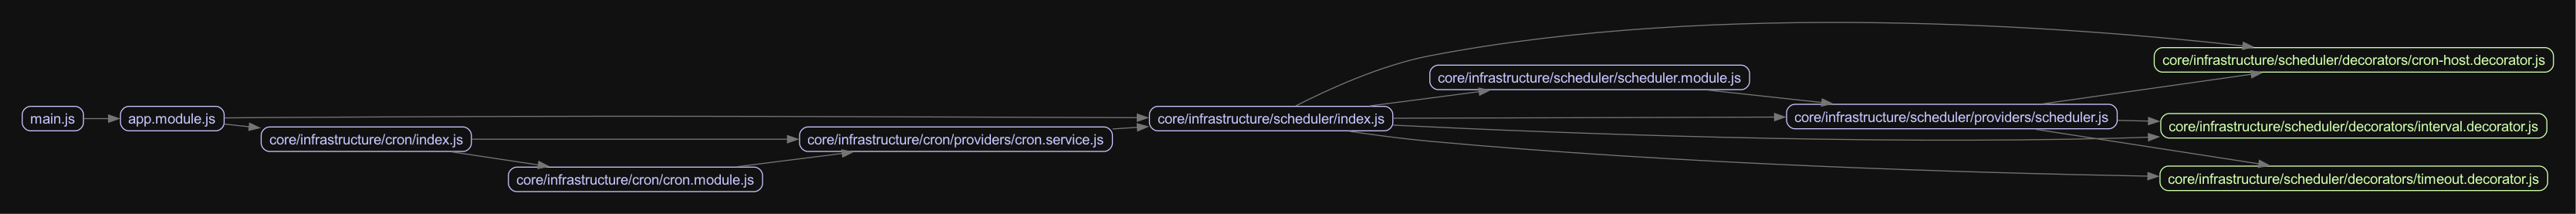 main.js
app.module.js
core/infrastructure/cron/index.js
core/infrastructure/cron/cron.module.js
core/infrastructure/cron/providers/cron.service.js
core/infrastructure/scheduler/index.js
core/infrastructure/scheduler/scheduler.module.js
core/infrastructure/scheduler/providers/scheduler.js
core/infrastructure/scheduler/decorators/cron-host.decorator.js
core/infrastructure/scheduler/decorators/interval.decorator.js
core/infrastructure/scheduler/decorators/timeout.decorator.js